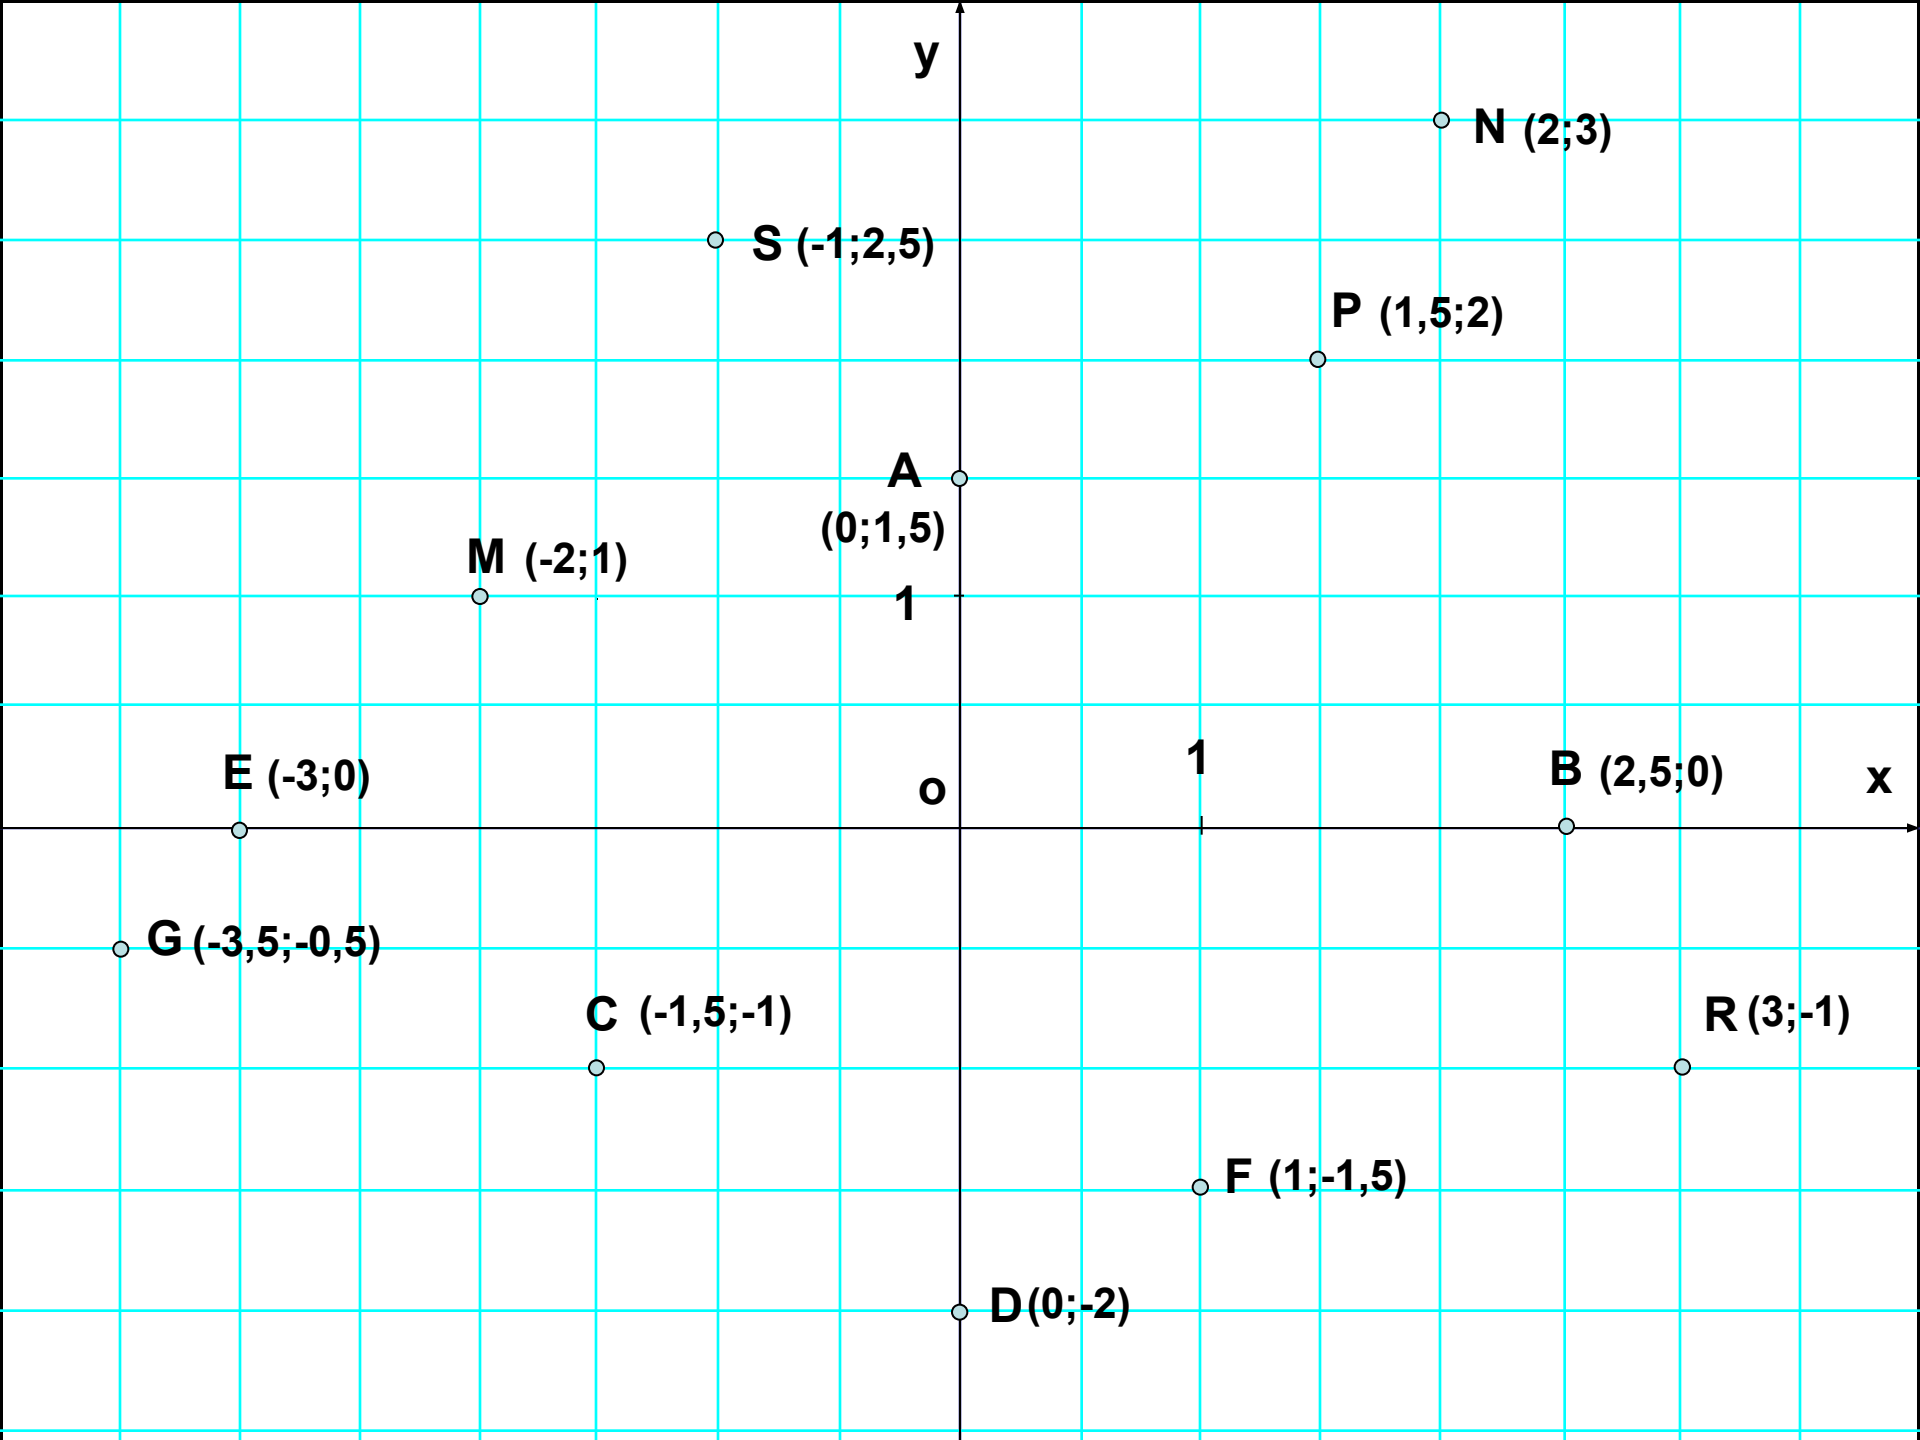 y
N (2;3)
S (-1;2,5)
P (1,5;2)
A
(0;1,5)
M (-2;1)
1
1
E (-3;0)
o
B (2,5;0)
x
G (-3,5;-0,5)
C (-1,5;-1)
R (3;-1)
F (1;-1,5)
D (0;-2)